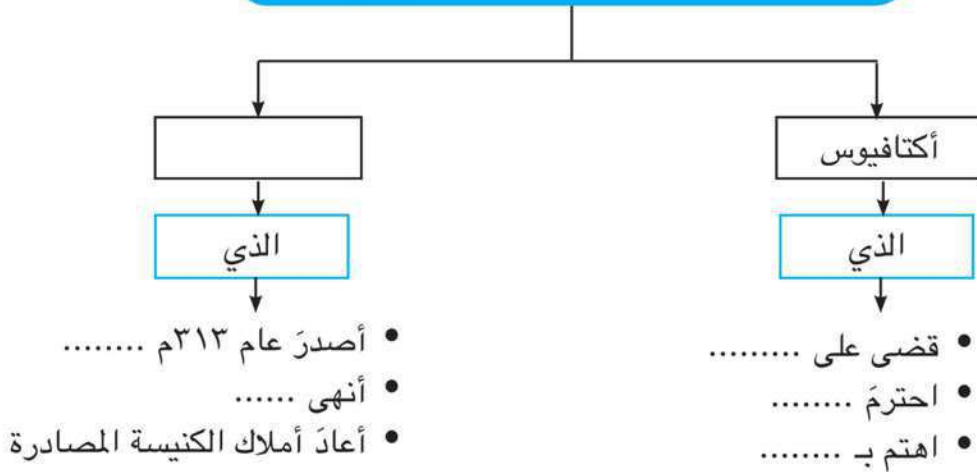 أكتافيوس
الذي
• قضى على .........
• احترمَ ........
• اهتم بـ ........
الذي
• أصدرَ عام ٣١٣م ........
• أنهى ......
• أعادَ أملاك الكنيسة المصادرة